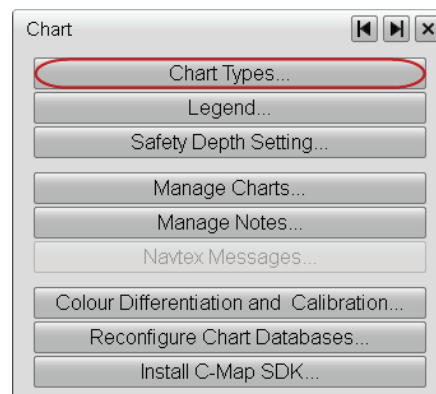 Chart
Chart Types...
Legend...
Safety Depth Setting...
Manage Charts...
Manage Notes...
Navtex Messages...
Colour Differentiation and Calibration...
Reconfigure Chart Databases...
Install C-Map SDK...